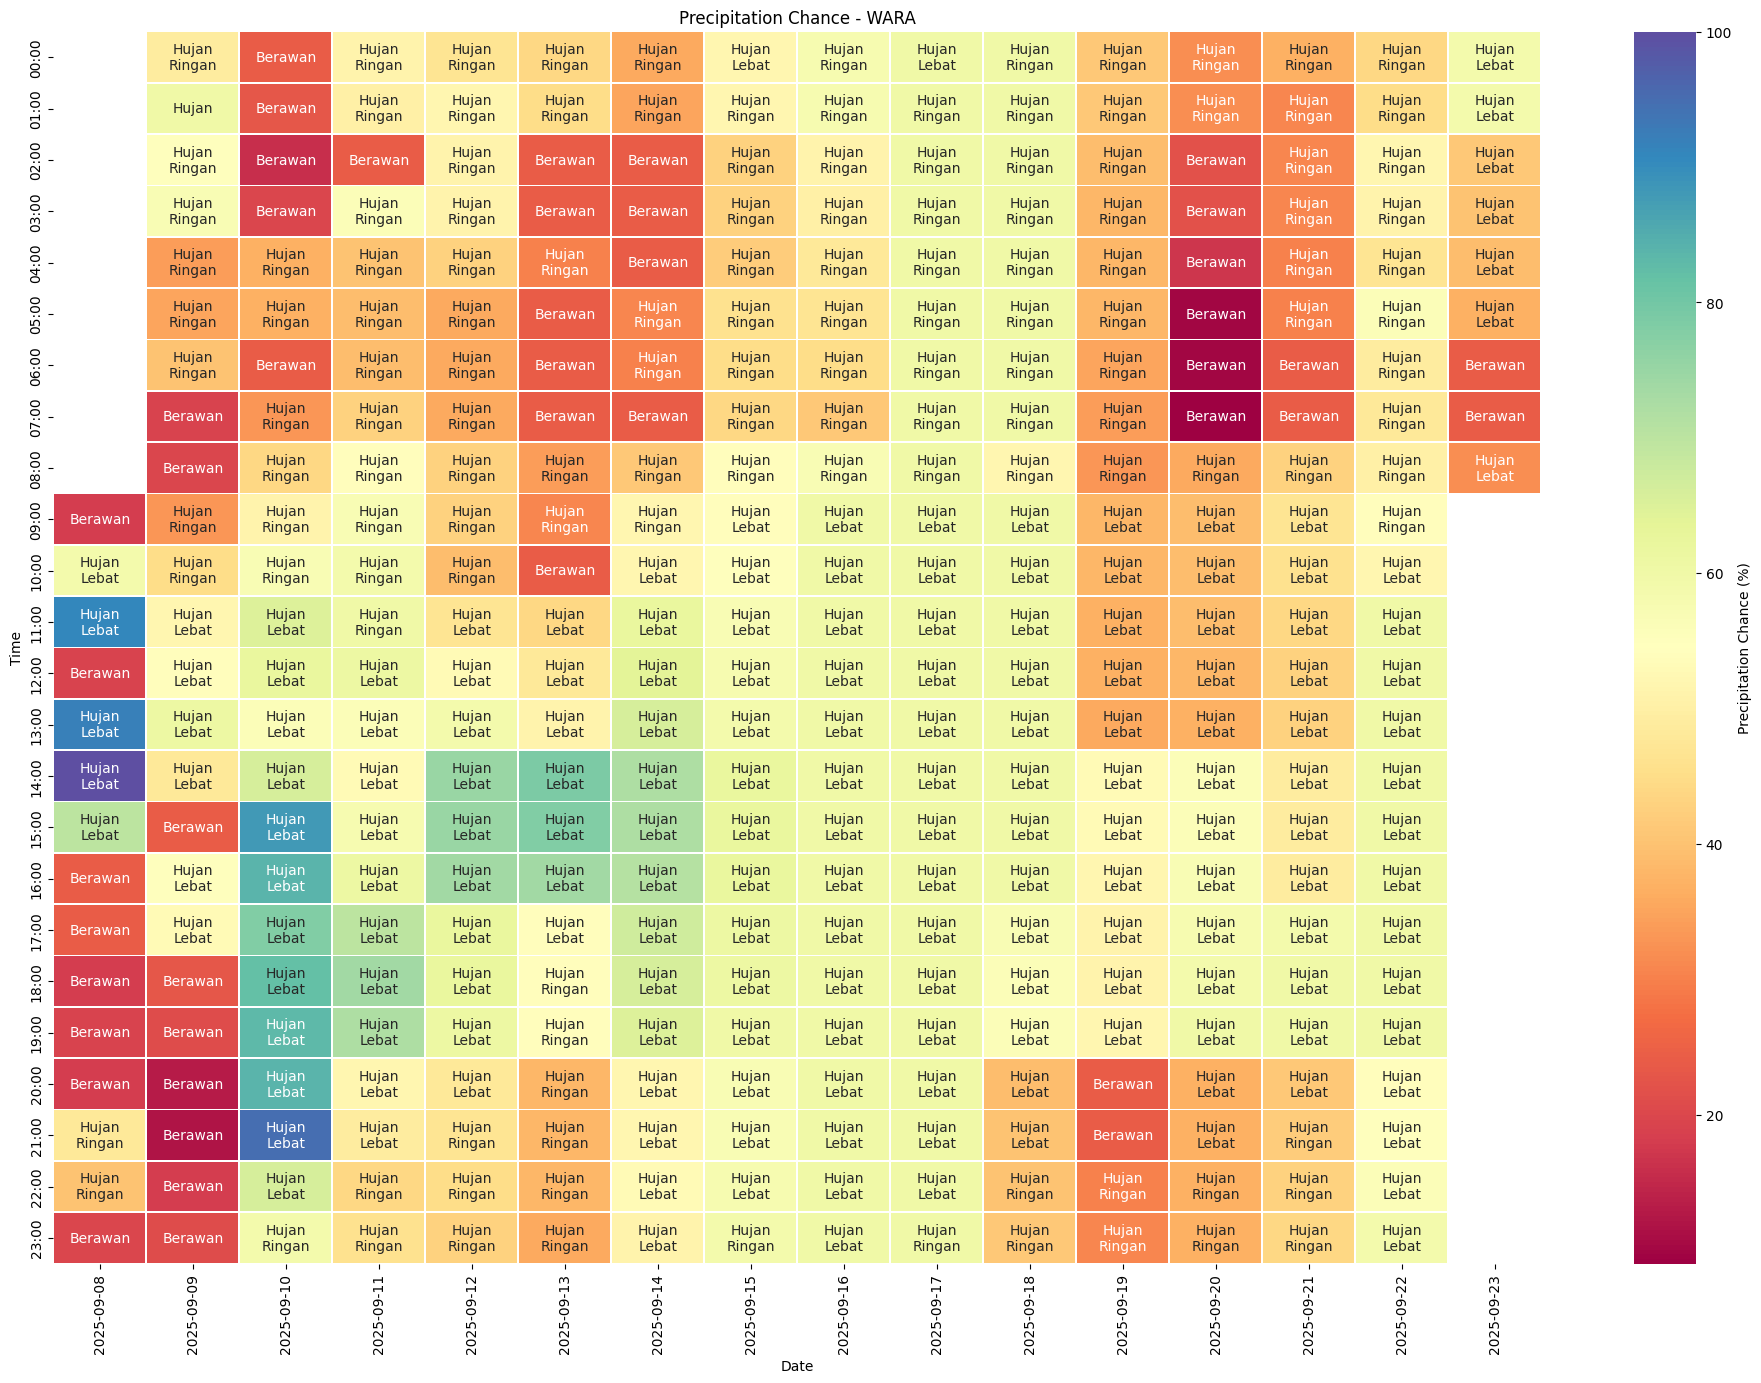 Precipitation Chance - WARA
00:00 Hujan Ringan Berawan Hujan Ringan Hujan Ringan Hujan Ringan Hujan Ringan Hujan Lebat Hujan Ringan Hujan Lebat Hujan Ringan Hujan Ringan Hujan Ringan Hujan Ringan Hujan Ringan Hujan Lebat
01:00 Hujan Berawan Hujan Ringan Hujan Ringan Hujan Ringan Hujan Ringan Hujan Ringan Hujan Ringan Hujan Ringan Hujan Ringan Hujan Ringan Hujan Ringan Hujan Ringan Hujan Ringan Hujan Lebat
02:00 Hujan Ringan Berawan Berawan Hujan Ringan Berawan Berawan Hujan Ringan Hujan Ringan Hujan Ringan Hujan Ringan Hujan Ringan Berawan Hujan Ringan Hujan Ringan Hujan Lebat
03:00 Hujan Ringan Berawan Hujan Ringan Hujan Ringan Berawan Berawan Hujan Ringan Hujan Ringan Hujan Ringan Hujan Ringan Hujan Ringan Berawan Hujan Ringan Hujan Ringan Hujan Lebat
04:00 Hujan Ringan Hujan Ringan Hujan Ringan Hujan Ringan Hujan Ringan Berawan Hujan Ringan Hujan Ringan Hujan Ringan Hujan Ringan Hujan Ringan Berawan Hujan Ringan Hujan Ringan Hujan Lebat
05:00 Hujan Ringan Hujan Ringan Hujan Ringan Hujan Ringan Berawan Hujan Ringan Hujan Ringan Hujan Ringan Hujan Ringan Hujan Ringan Hujan Ringan Berawan Hujan Ringan Hujan Ringan Hujan Lebat
06:00 Hujan Ringan Berawan Hujan Ringan Hujan Ringan Berawan Hujan Ringan Hujan Ringan Hujan Ringan Hujan Ringan Hujan Ringan Hujan Ringan Berawan Berawan Hujan Ringan Berawan
07:00 Berawan Hujan Ringan Hujan Ringan Hujan Ringan Berawan Berawan Hujan Ringan Hujan Ringan Hujan Ringan Hujan Ringan Hujan Ringan Berawan Berawan Hujan Ringan Berawan
08:00 Berawan Hujan Ringan Hujan Ringan Hujan Ringan Hujan Ringan Hujan Ringan Hujan Ringan Hujan Ringan Hujan Ringan Hujan Ringan Hujan Ringan Hujan Ringan Hujan Ringan Hujan Ringan Hujan Lebat
09:00 Berawan Hujan Ringan Hujan Ringan Hujan Ringan Hujan Ringan Hujan Ringan Hujan Ringan Hujan Lebat Hujan Lebat Hujan Lebat Hujan Lebat Hujan Lebat Hujan Lebat Hujan Lebat Hujan Ringan
10:00 Hujan Lebat Hujan Ringan Hujan Ringan Hujan Ringan Hujan Ringan Berawan Hujan Lebat Hujan Lebat Hujan Lebat Hujan Lebat Hujan Lebat Hujan Lebat Hujan Lebat Hujan Lebat Hujan Lebat
11:00 Hujan Lebat Hujan Lebat Hujan Lebat Hujan Ringan Hujan Lebat Hujan Lebat Hujan Lebat Hujan Lebat Hujan Lebat Hujan Lebat Hujan Lebat Hujan Lebat Hujan Lebat Hujan Lebat Hujan Lebat
12:00 Berawan Hujan Lebat Hujan Lebat Hujan Lebat Hujan Lebat Hujan Lebat Hujan Lebat Hujan Lebat Hujan Lebat Hujan Lebat Hujan Lebat Hujan Lebat Hujan Lebat Hujan Lebat Hujan Lebat
13:00 Hujan Lebat Hujan Lebat Hujan Lebat Hujan Lebat Hujan Lebat Hujan Lebat Hujan Lebat Hujan Lebat Hujan Lebat Hujan Lebat Hujan Lebat Hujan Lebat Hujan Lebat Hujan Lebat Hujan Lebat
14:00 Hujan Lebat Hujan Lebat Hujan Lebat Hujan Lebat Hujan Lebat Hujan Lebat Hujan Lebat Hujan Lebat Hujan Lebat Hujan Lebat Hujan Lebat Hujan Lebat Hujan Lebat Hujan Lebat Hujan Lebat
15:00 Hujan Lebat Berawan Hujan Lebat Hujan Lebat Hujan Lebat Hujan Lebat Hujan Lebat Hujan Lebat Hujan Lebat Hujan Lebat Hujan Lebat Hujan Lebat Hujan Lebat Hujan Lebat Hujan Lebat
16:00 Berawan Hujan Lebat Hujan Lebat Hujan Lebat Hujan Lebat Hujan Lebat Hujan Lebat Hujan Lebat Hujan Lebat Hujan Lebat Hujan Lebat Hujan Lebat Hujan Lebat Hujan Lebat Hujan Lebat
17:00 Berawan Hujan Lebat Hujan Lebat Hujan Lebat Hujan Lebat Hujan Lebat Hujan Lebat Hujan Lebat Hujan Lebat Hujan Lebat Hujan Lebat Hujan Lebat Hujan Lebat Hujan Lebat Hujan Lebat
18:00 Berawan Berawan Hujan Lebat Hujan Lebat Hujan Lebat Hujan Ringan Hujan Lebat Hujan Lebat Hujan Lebat Hujan Lebat Hujan Lebat Hujan Lebat Hujan Lebat Hujan Lebat Hujan Lebat
19:00 Berawan Berawan Hujan Lebat Hujan Lebat Hujan Lebat Hujan Ringan Hujan Lebat Hujan Lebat Hujan Lebat Hujan Lebat Hujan Lebat Hujan Lebat Hujan Lebat Hujan Lebat Hujan Lebat
20:00 Berawan Berawan Hujan Lebat Hujan Lebat Hujan Lebat Hujan Ringan Hujan Lebat Hujan Lebat Hujan Lebat Hujan Lebat Hujan Lebat Berawan Hujan Lebat Hujan Lebat Hujan Lebat
21:00 Hujan Ringan Berawan Hujan Lebat Hujan Lebat Hujan Ringan Hujan Ringan Hujan Lebat Hujan Lebat Hujan Lebat Hujan Lebat Hujan Lebat Berawan Hujan Lebat Hujan Ringan Hujan Lebat
22:00 Hujan Ringan Berawan Hujan Lebat Hujan Ringan Hujan Ringan Hujan Ringan Hujan Lebat Hujan Lebat Hujan Lebat Hujan Lebat Hujan Ringan Hujan Ringan Hujan Ringan Hujan Ringan Hujan Lebat
23:00 Berawan Berawan Hujan Ringan Hujan Ringan Hujan Ringan Hujan Ringan Hujan Lebat Hujan Ringan Hujan Lebat Hujan Ringan Hujan Ringan Hujan Ringan Hujan Ringan Hujan Ringan Hujan Lebat
Time
2025-09-08 2025-09-09 2025-09-10 2025-09-11 2025-09-12 2025-09-13 2025-09-14 2025-09-15 2025-09-16 2025-09-17 2025-09-18 2025-09-19 2025-09-20 2025-09-21 2025-09-22 2025-09-23
Date
100
80
60
40
20
Precipitation Chance (%)